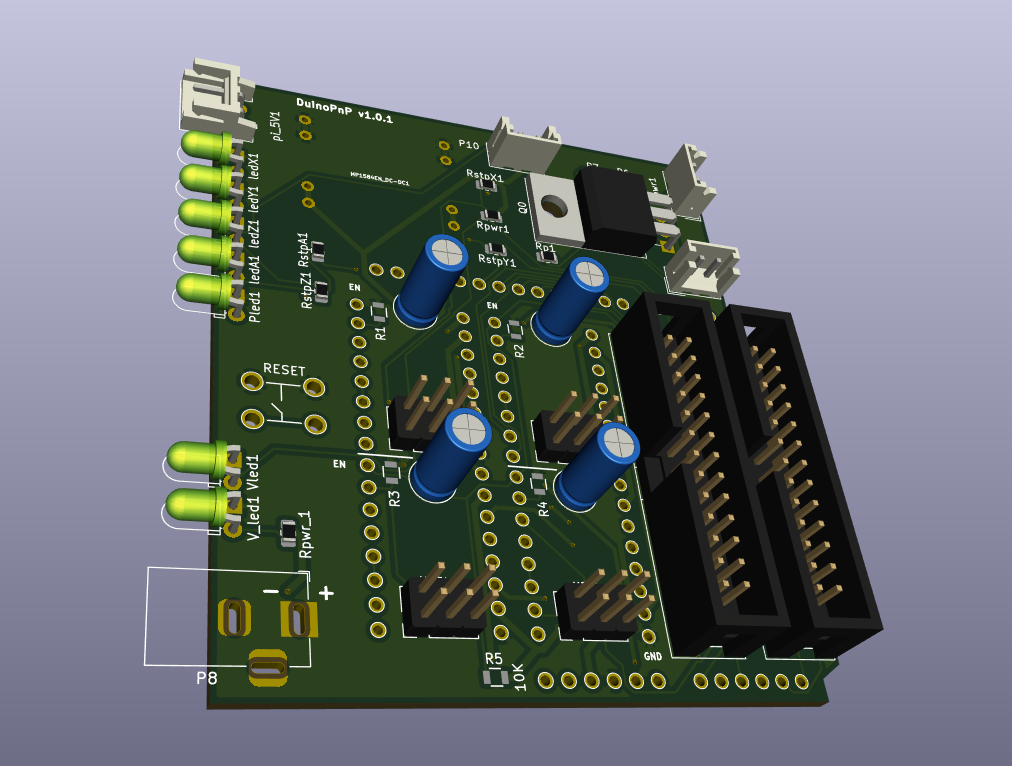 DuinoPnP v1.0.1
pi_5V1
P10
ledX1
ledY1
ledZ1
ledA1
Pled1
MP1584EN_DC-DC1
RstpX1
Q0
Rpwr1
RstpY1
Rp1
RstpA1
RstpZ1
EN
EN
R1
R2
RESET
EN
R3
R4
Vled1
V_led1
Rpwr_1
- +
P8
R5
10K
GND